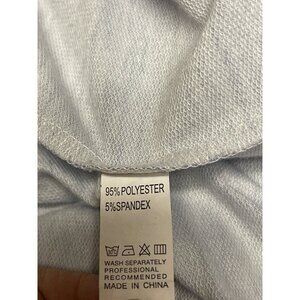 95%POLYESTER
5%SPANDEX
WASH SEPARATELY
PROFESSIONAL
RECOMMENDED
MADE IN CHINA